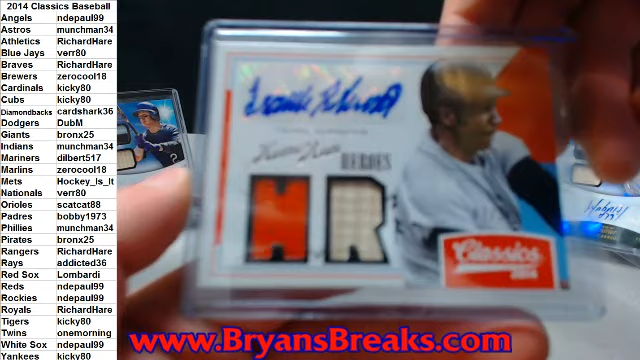 2014 Classics Baseball
Angels ndepaul99
Astros munchman34
Athletics RichardHare
Blue Jays verr80
Braves RichardHare
Brewers zerocool18
Cardinals kicky80
Cubs kicky80
Diamondbacks cardshark36
Dodgers DubM
Giants bronx25
Indians munchman34
Mariners dilbert517
Marlins zerocool18
Mets Hockey_Is_It
Nationals verr80
Orioles scatcat88
Padres bobby1973
Phillies munchman34
Pirates bronx25
Rangers RichardHare
Rays addicted36
Red Sox Lombardi
Reds ndepaul99
Rockies ndepaul99
Royals RichardHare
Tigers kicky80
Twins onemorning
White Sox ndepaul99
Yankees kicky80
Home Run
HEROES
HR
Classics
2014
www.BryansBreaks.com